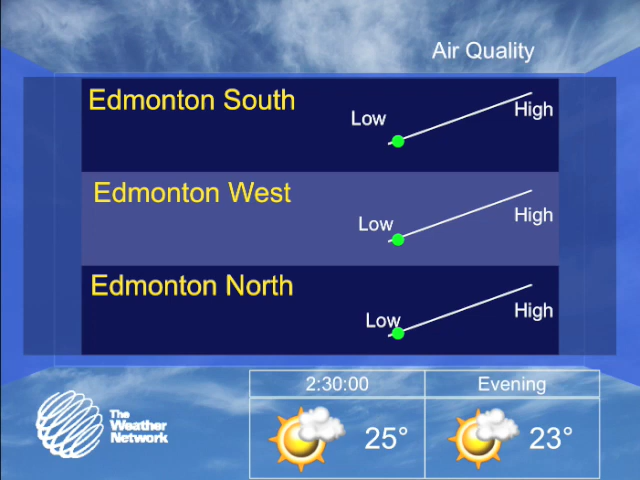 Air Quality
Edmonton South
Low
High
Edmonton West
Low
High
Edmonton North
Low
High
2:30:00
Evening
The
Weather
Network
25°
23°